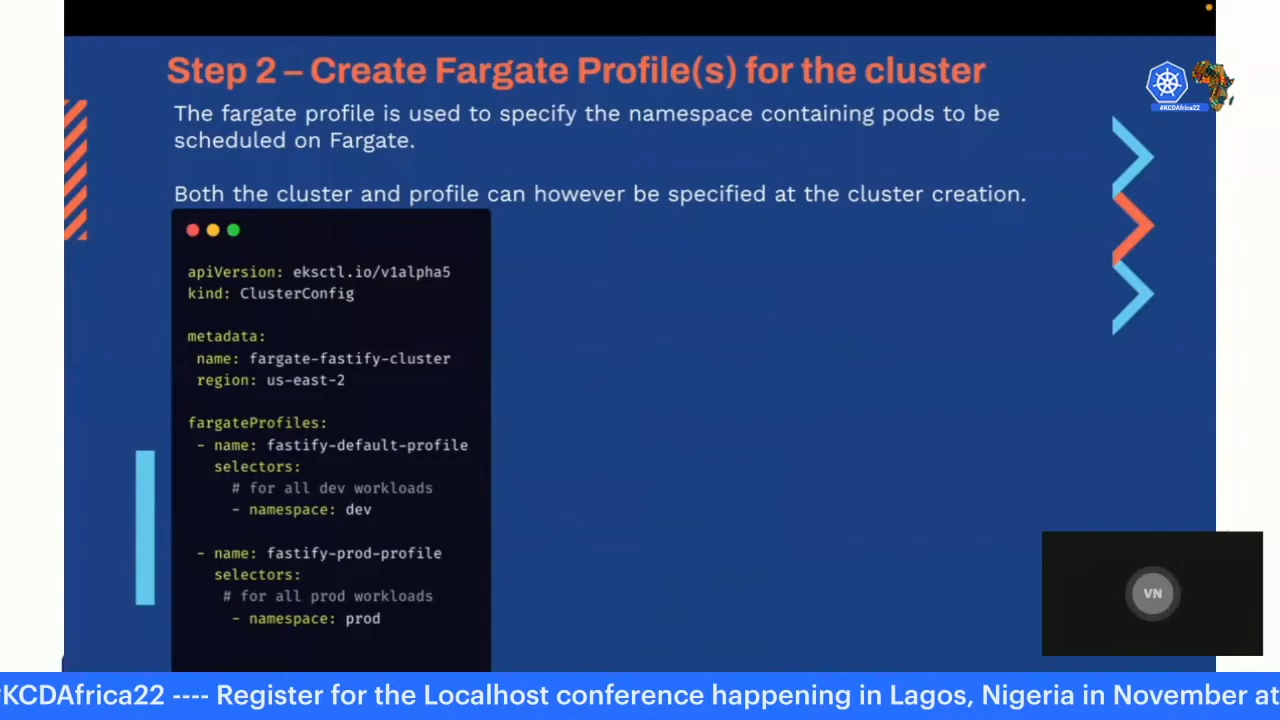 Step 2 – Create Fargate Profile(s) for the cluster
#KCDAfrica22
The fargate profile is used to specify the namespace containing pods to be
scheduled on Fargate.
Both the cluster and profile can however be specified at the cluster creation.
apiVersion: eksctl.io/v1alpha5
kind: ClusterConfig
metadata:
name: fargate-fastify-cluster
region: us-east-2
fargateProfiles:
- name: fastify-default-profile
selectors:
# for all dev workloads
- namespace: dev
- name: fastify-prod-profile
selectors:
# for all prod workloads
- namespace: prod
VN
#KCDAfrica22 ---- Register for the Localhost conference happening in Lagos, Nigeria in November at